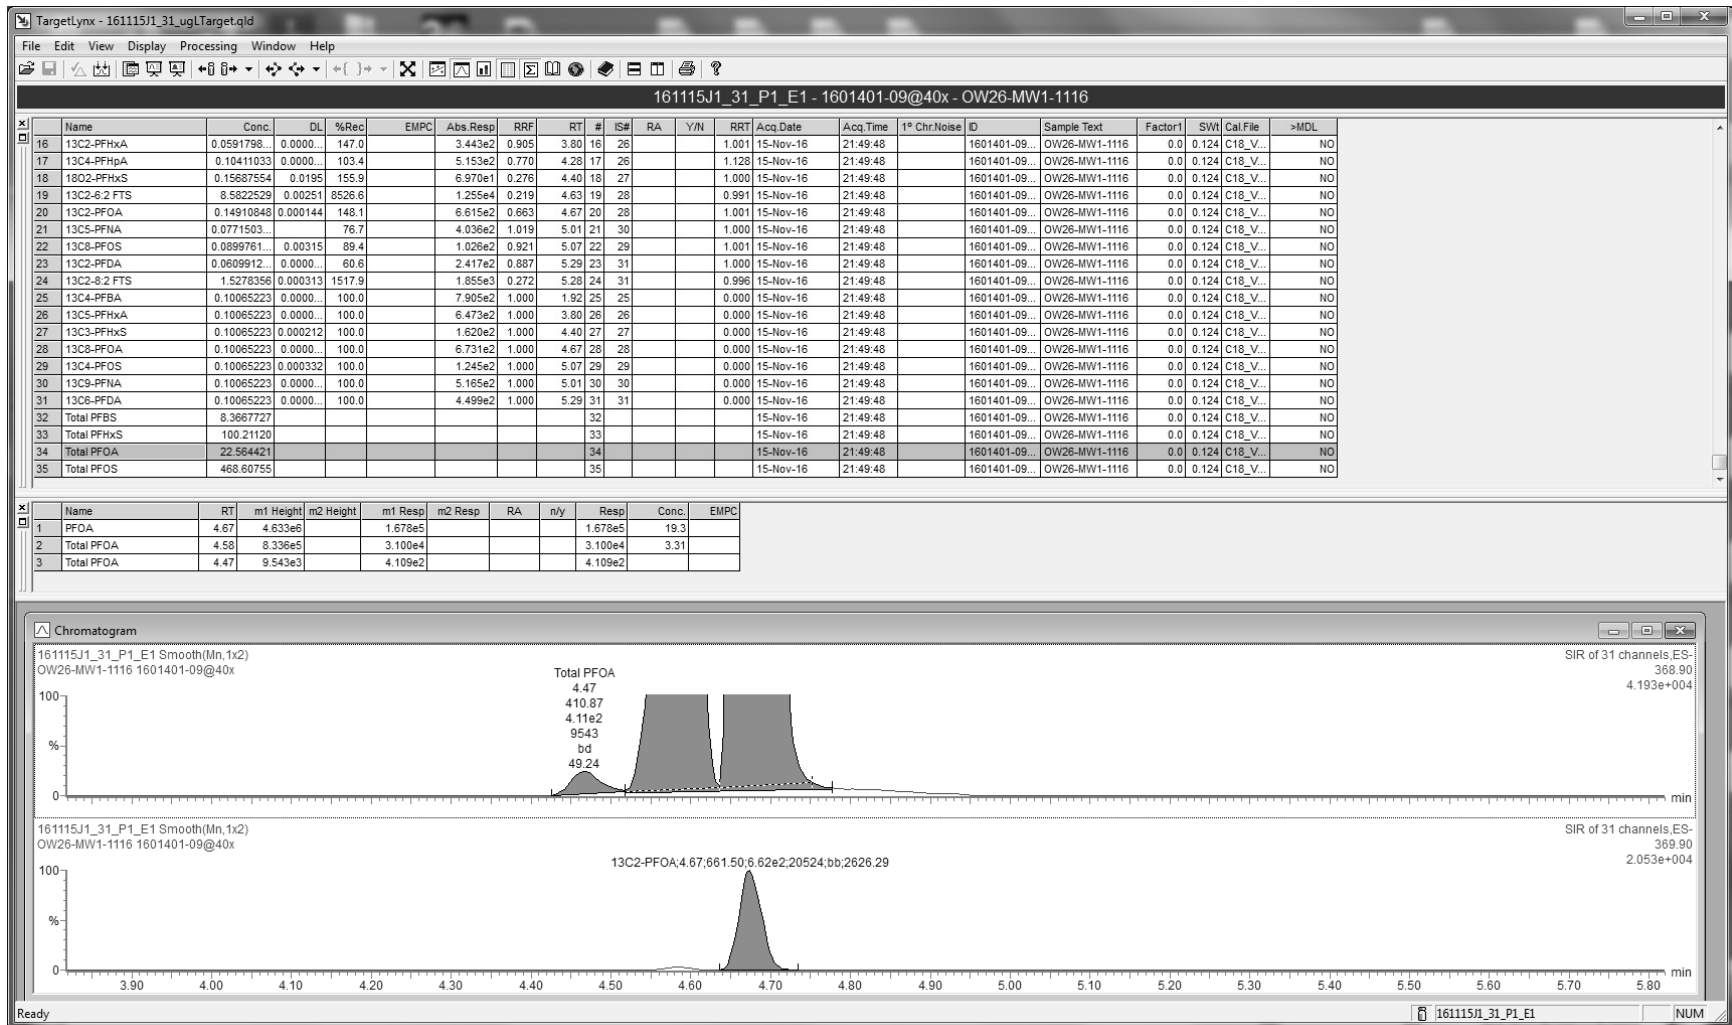 TargetLynx - 161115J1_31_ugLTarget.qld
File Edit View Display Processing Window Help
161115J1_31_P1_E1 - 1601401-09@40x - OW26-MW1-1116
Name Conc. DL %Rec EMPC Abs.Resp RRF RT # IS# RA Y/N RRT Acq.Date Acq.Time 1º Chr.Noise ID Sample Text Factor1 SWt Cal.File >MDL
16 13C2-PFHxA 0.0591798... 0.0000... 147.0 3.443e2 0.905 3.80 16 26 1.001 15-Nov-16 21:49:48 1601401-09... OW26-MW1-1116 0.0 0.124 C18_V... NO
17 13C4-PFHpA 0.10411033 0.0000... 103.4 5.153e2 0.770 4.28 17 26 1.128 15-Nov-16 21:49:48 1601401-09... OW26-MW1-1116 0.0 0.124 C18_V... NO
18 18O2-PFHxS 0.15687554 0.0195 155.9 6.970e1 0.276 4.40 18 27 1.000 15-Nov-16 21:49:48 1601401-09... OW26-MW1-1116 0.0 0.124 C18_V... NO
19 13C2-6:2 FTS 8.5822529 0.00251 8526.6 1.255e4 0.219 4.63 19 28 0.991 15-Nov-16 21:49:48 1601401-09... OW26-MW1-1116 0.0 0.124 C18_V... NO
20 13C2-PFOA 0.14910848 0.000144 148.1 6.615e2 0.663 4.67 20 28 1.001 15-Nov-16 21:49:48 1601401-09... OW26-MW1-1116 0.0 0.124 C18_V... NO
21 13C5-PFNA 0.0771503... 76.7 4.036e2 1.019 5.01 21 30 1.000 15-Nov-16 21:49:48 1601401-09... OW26-MW1-1116 0.0 0.124 C18_V... NO
22 13C8-PFOS 0.0899761... 0.00315 89.4 1.026e2 0.921 5.07 22 29 1.001 15-Nov-16 21:49:48 1601401-09... OW26-MW1-1116 0.0 0.124 C18_V... NO
23 13C2-PFDA 0.0609912... 0.0000... 60.6 2.417e2 0.887 5.29 23 31 1.000 15-Nov-16 21:49:48 1601401-09... OW26-MW1-1116 0.0 0.124 C18_V... NO
24 13C2-8:2 FTS 1.5278356 0.000313 1517.9 1.855e3 0.272 5.28 24 31 0.996 15-Nov-16 21:49:48 1601401-09... OW26-MW1-1116 0.0 0.124 C18_V... NO
25 13C4-PFBA 0.10065223 0.0000... 100.0 7.905e2 1.000 1.92 25 25 0.000 15-Nov-16 21:49:48 1601401-09... OW26-MW1-1116 0.0 0.124 C18_V... NO
26 13C5-PFHxA 0.10065223 0.0000... 100.0 6.473e2 1.000 3.80 26 26 0.000 15-Nov-16 21:49:48 1601401-09... OW26-MW1-1116 0.0 0.124 C18_V... NO
27 13C3-PFHxS 0.10065223 0.000212 100.0 1.620e2 1.000 4.40 27 27 0.000 15-Nov-16 21:49:48 1601401-09... OW26-MW1-1116 0.0 0.124 C18_V... NO
28 13C8-PFOA 0.10065223 0.0000... 100.0 6.731e2 1.000 4.67 28 28 0.000 15-Nov-16 21:49:48 1601401-09... OW26-MW1-1116 0.0 0.124 C18_V... NO
29 13C4-PFOS 0.10065223 0.000332 100.0 1.245e2 1.000 5.07 29 29 0.000 15-Nov-16 21:49:48 1601401-09... OW26-MW1-1116 0.0 0.124 C18_V... NO
30 13C9-PFNA 0.10065223 0.0000... 100.0 5.165e2 1.000 5.01 30 30 0.000 15-Nov-16 21:49:48 1601401-09... OW26-MW1-1116 0.0 0.124 C18_V... NO
31 13C6-PFDA 0.10065223 0.0000... 100.0 4.499e2 1.000 5.29 31 31 0.000 15-Nov-16 21:49:48 1601401-09... OW26-MW1-1116 0.0 0.124 C18_V... NO
32 Total PFBS 8.3667727 32 15-Nov-16 21:49:48 1601401-09... OW26-MW1-1116 0.0 0.124 C18_V... NO
33 Total PFHxS 100.21120 33 15-Nov-16 21:49:48 1601401-09... OW26-MW1-1116 0.0 0.124 C18_V... NO
34 Total PFOA 22.564421 34 15-Nov-16 21:49:48 1601401-09... OW26-MW1-1116 0.0 0.124 C18_V... NO
35 Total PFOS 468.60755 35 15-Nov-16 21:49:48 1601401-09... OW26-MW1-1116 0.0 0.124 C18_V... NO
Name RT m1 Height m2 Height m1 Resp m2 Resp RA n/y Resp Conc. EMPC
1 PFOA 4.67 4.633e6 1.678e5 1.678e5 19.3
2 Total PFOA 4.58 8.336e5 3.100e4 3.100e4 3.31
3 Total PFOA 4.47 9.543e3 4.109e2 4.109e2
Chromatogram
161115J1_31_P1_E1 Smooth(Mn,1x2) SIR of 31 channels,ES-
OW26-MW1-1116 1601401-09@40x 368.90
4.193e+004
Total PFOA
4.47
410.87
4.11e2
9543
bd
49.24
100
%
0
min
161115J1_31_P1_E1 Smooth(Mn,1x2) SIR of 31 channels,ES-
OW26-MW1-1116 1601401-09@40x 369.90
2.053e+004
13C2-PFOA;4.67;661.50;6.62e2;20524;bb;2626.29
100
%
0
min
3.90 4.00 4.10 4.20 4.30 4.40 4.50 4.60 4.70 4.80 4.90 5.00 5.10 5.20 5.30 5.40 5.50 5.60 5.70 5.80
Ready 161115J1_31_P1_E1 NUM